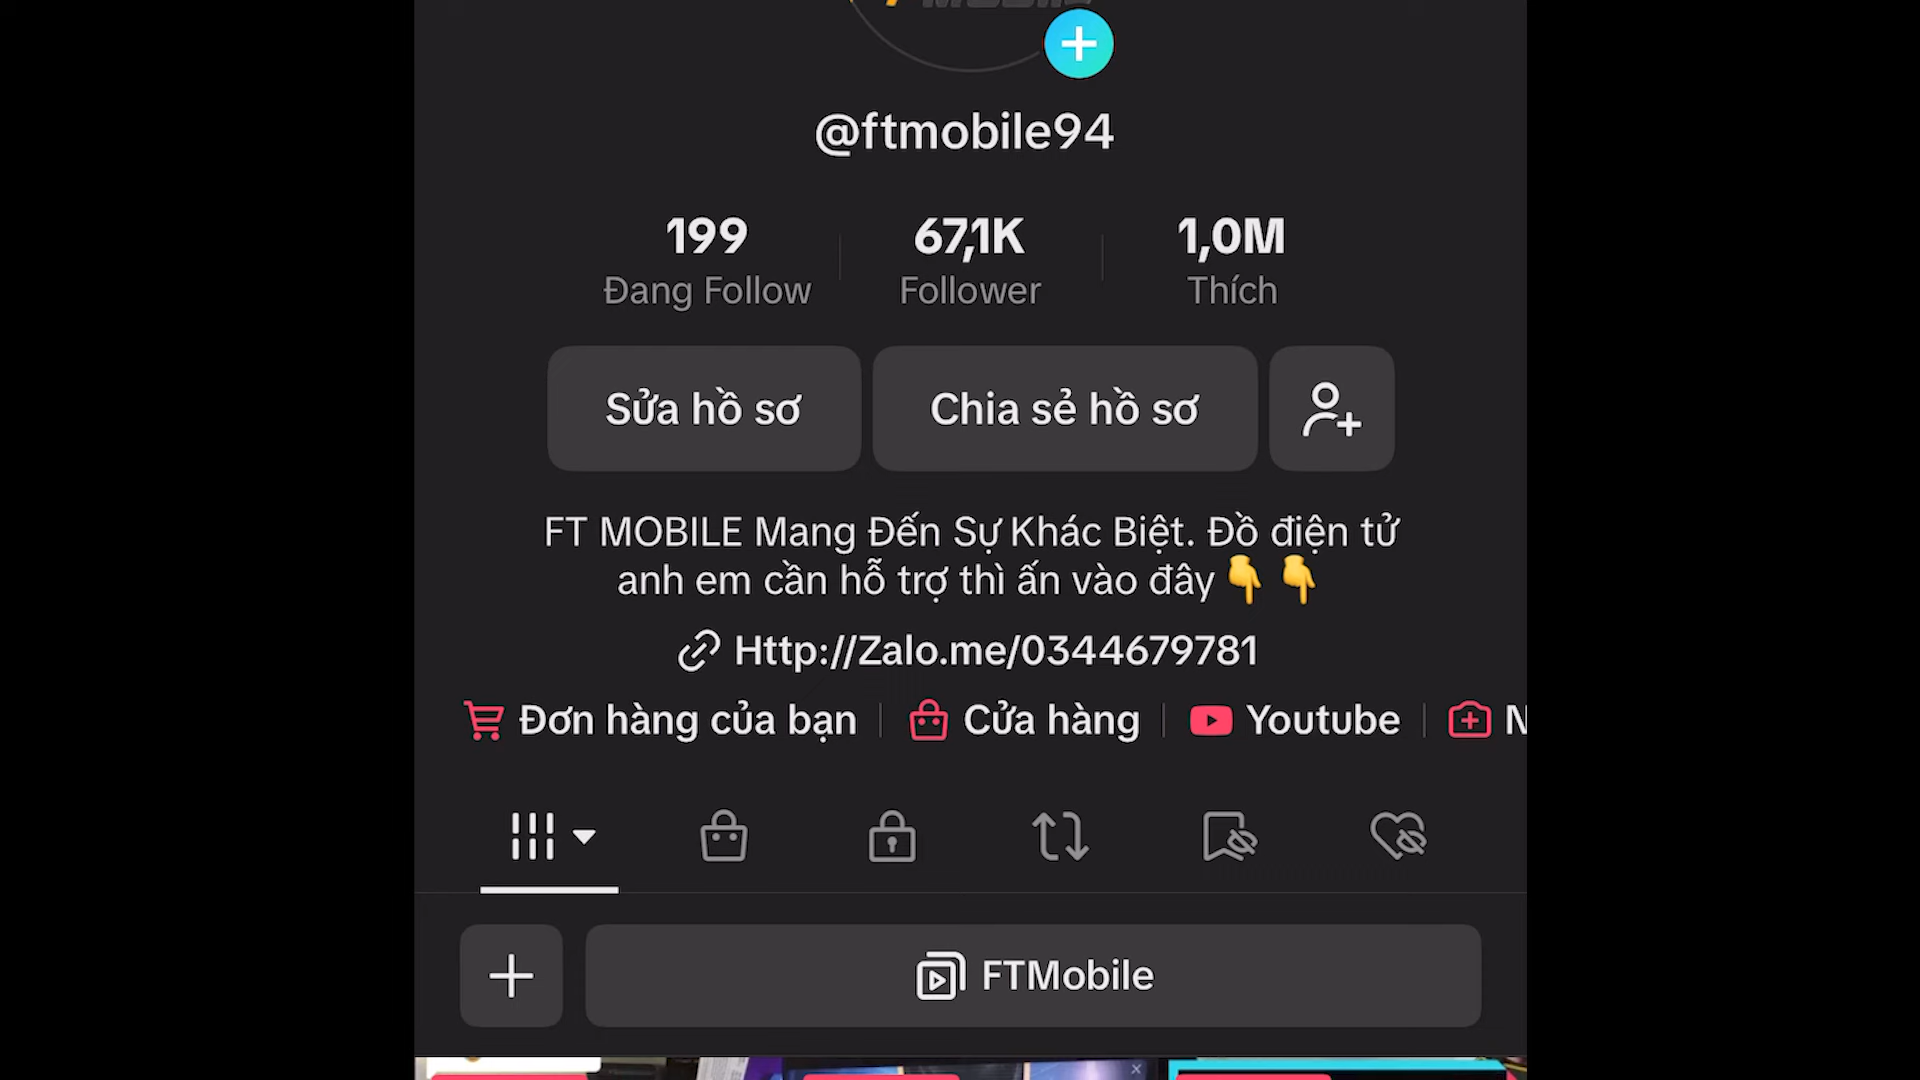 @ftmobile94
199
67,1K
1,0M
Đang Follow
Follower
Thích
Sửa hồ sơ
Chia sẻ hồ sơ
FT MOBILE Mang Đến Sự Khác Biệt. Đồ điện tử
anh em cần hỗ trợ thì ấn vào đây👇👇
Http://Zalo.me/0344679781
Đơn hàng của bạn
Cửa hàng
Youtube
FTMobile